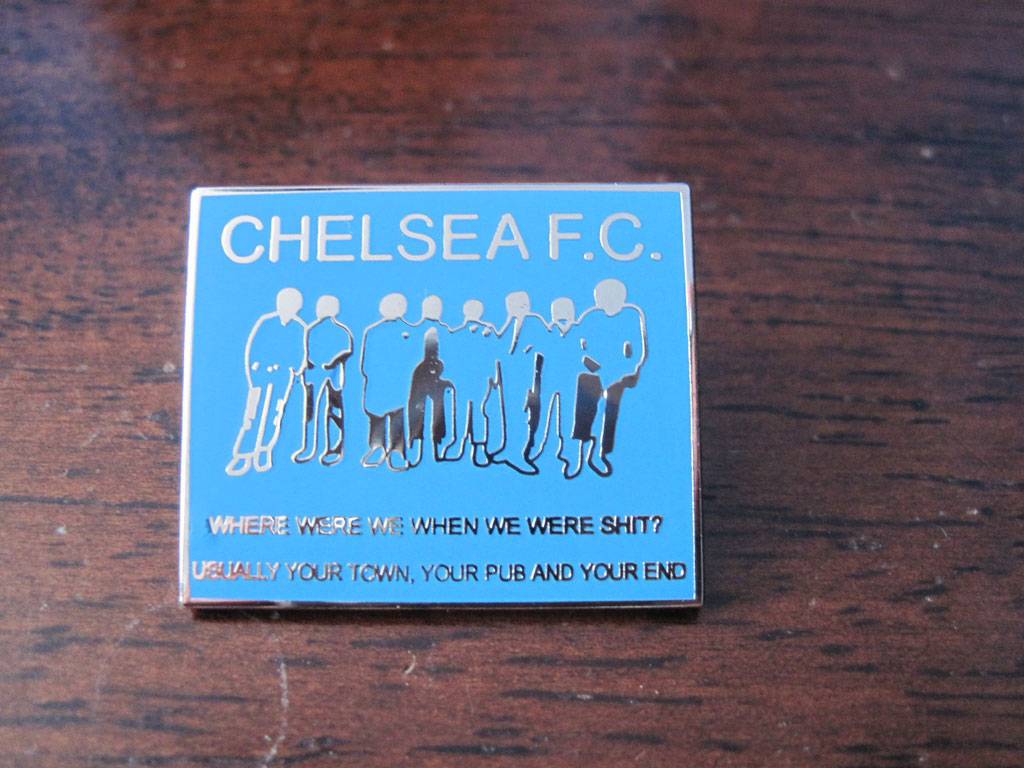 CHELSEA F.C.
WHERE WERE WE WHEN WE WERE SHIT?
USUALLY YOUR TOWN, YOUR PUB AND YOUR END